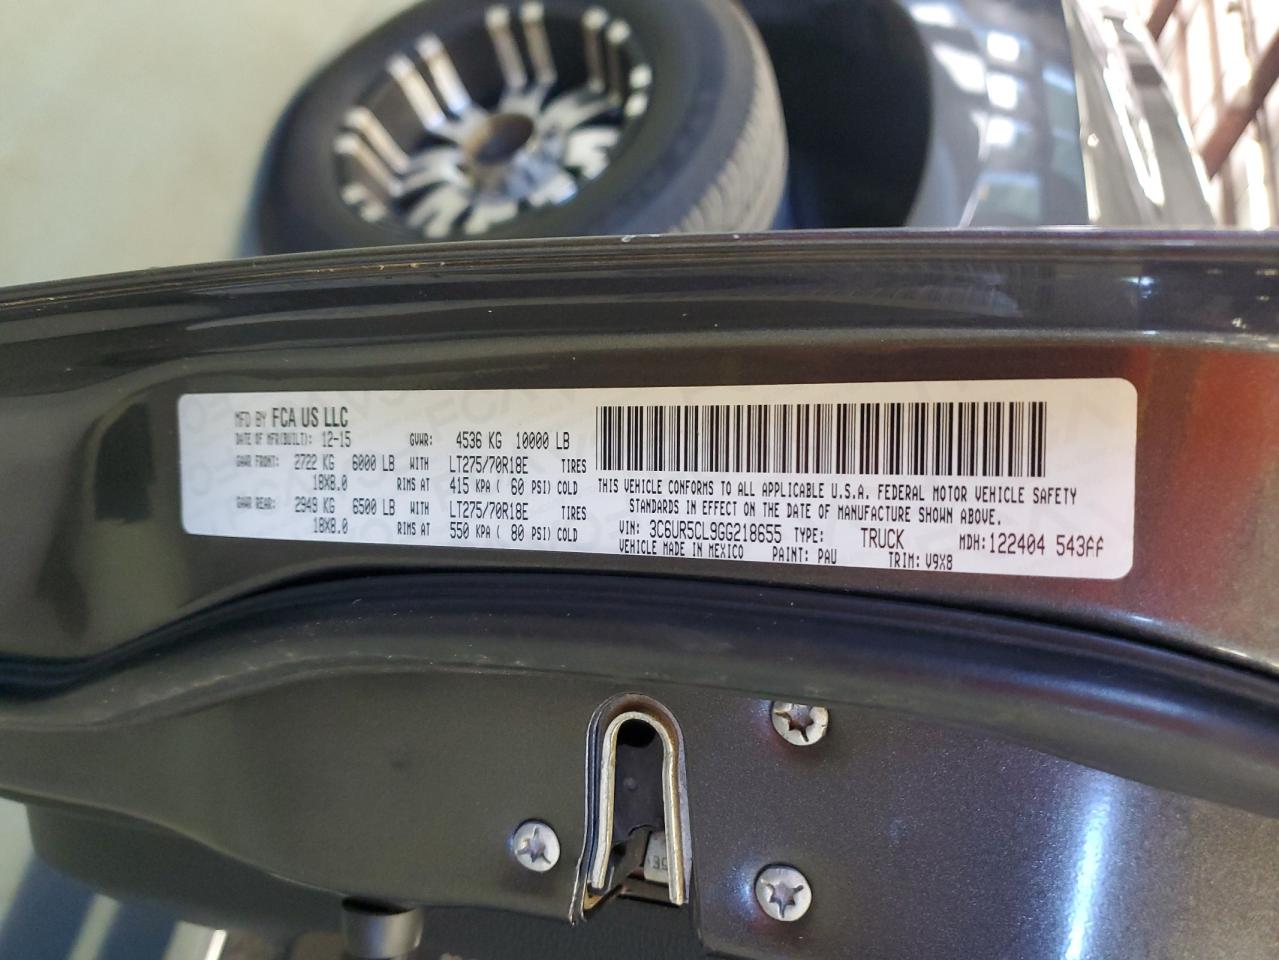 MFD BY FCA US LLC
DATE OF MFR(BUILT): 12-15 GVWR: 4536 KG 10000 LB
GAWR FRONT: 2722 KG 6000 LB WITH LT275/70R18E TIRES
18X8.0 RIMS AT 415 KPA ( 60 PSI) COLD
GAWR REAR: 2949 KG 6500 LB WITH LT275/70R18E TIRES
18X8.0 RIMS AT 550 KPA ( 80 PSI) COLD
THIS VEHICLE CONFORMS TO ALL APPLICABLE U.S.A. FEDERAL MOTOR VEHICLE SAFETY
STANDARDS IN EFFECT ON THE DATE OF MANUFACTURE SHOWN ABOVE.
VIN: 3C6UR5CL9GG218655 TYPE: TRUCK MDH: 122404 543AA
VEHICLE MADE IN MEXICO PAINT: PAU TRIM: V9X8